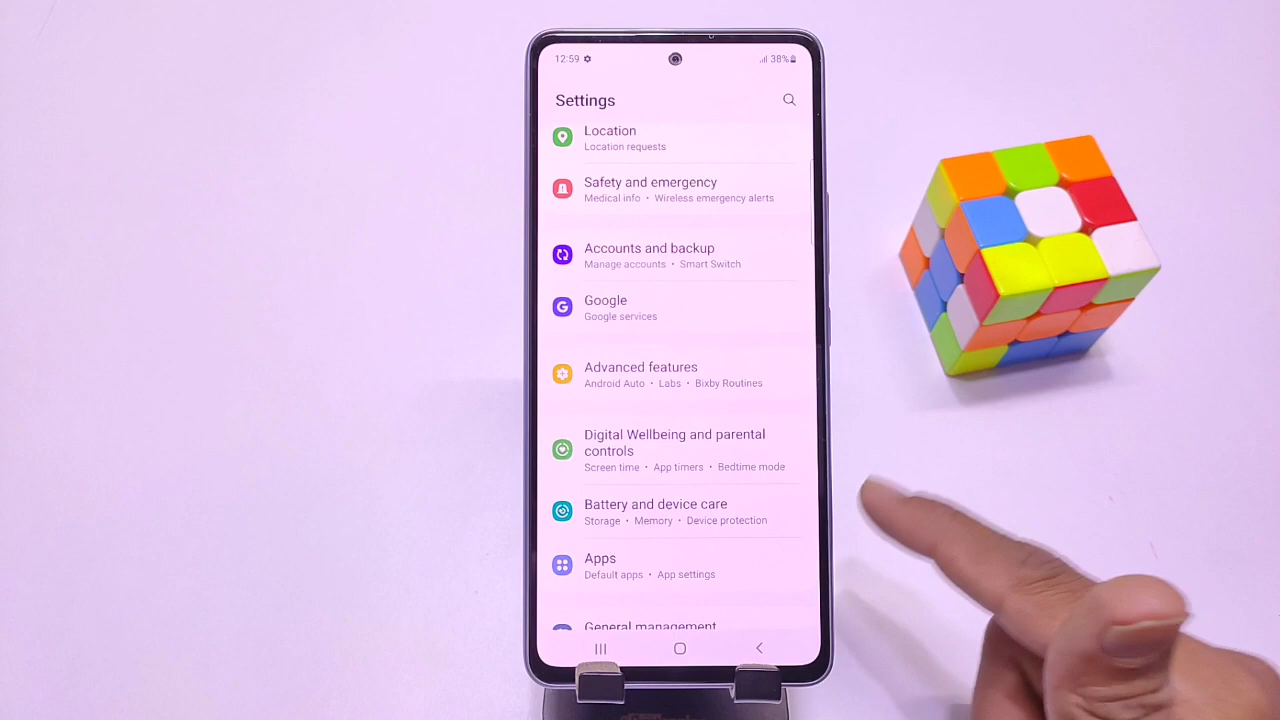 12:59 38%
Settings
Location
Location requests
Safety and emergency
Medical info • Wireless emergency alerts
Accounts and backup
Manage accounts • Smart Switch
Google
Google services
Advanced features
Android Auto • Labs • Bixby Routines
Digital Wellbeing and parental
controls
Screen time • App timers • Bedtime mode
Battery and device care
Storage • Memory • Device protection
Apps
Default apps • App settings
General management